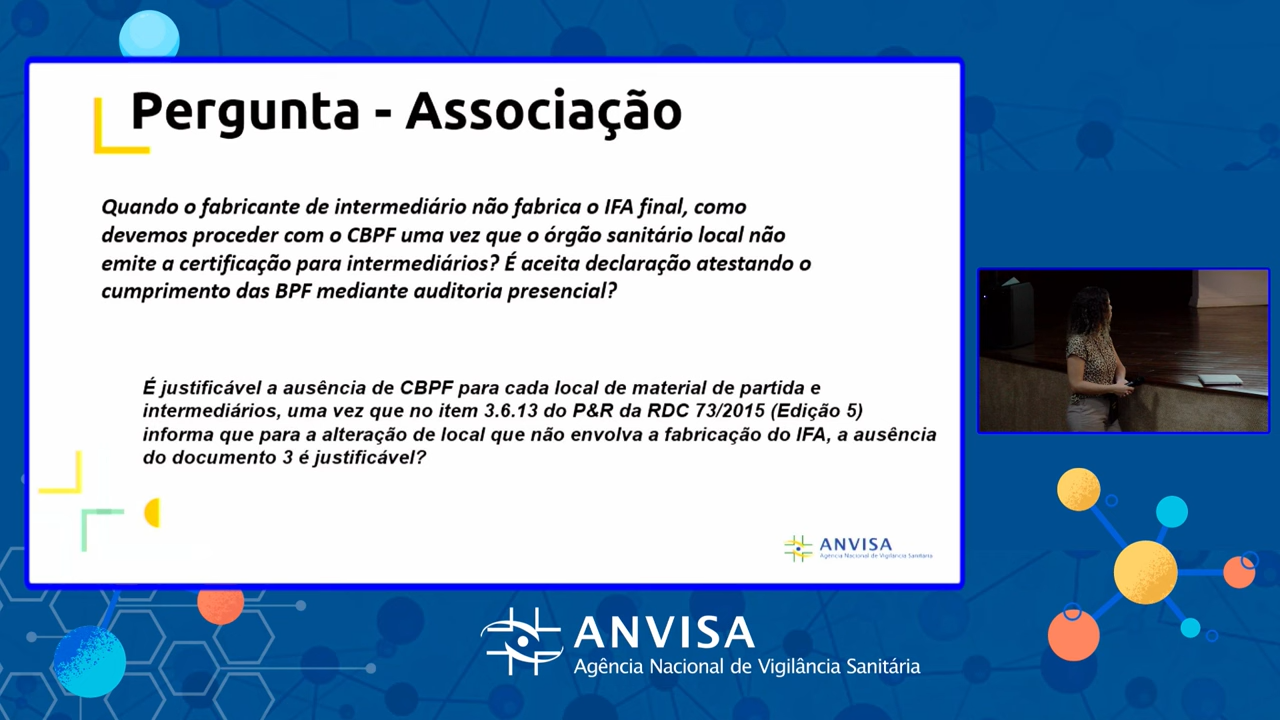 Pergunta - Associação
Quando o fabricante de intermediário não fabrica o IFA final, como
devemos proceder com o CBPF uma vez que o órgão sanitário local não
emite a certificação para intermediários? É aceita declaração atestando o
cumprimento das BPF mediante auditoria presencial?
É justificável a ausência de CBPF para cada local de material de partida e
intermediários, uma vez que no item 3.6.13 do P&R da RDC 73/2015 (Edição 5)
informa que para a alteração de local que não envolva a fabricação do IFA, a ausência
do documento 3 é justificável?
ANVISA
Agência Nacional de Vigilância Sanitária
ANVISA
Agência Nacional de Vigilância Sanitária